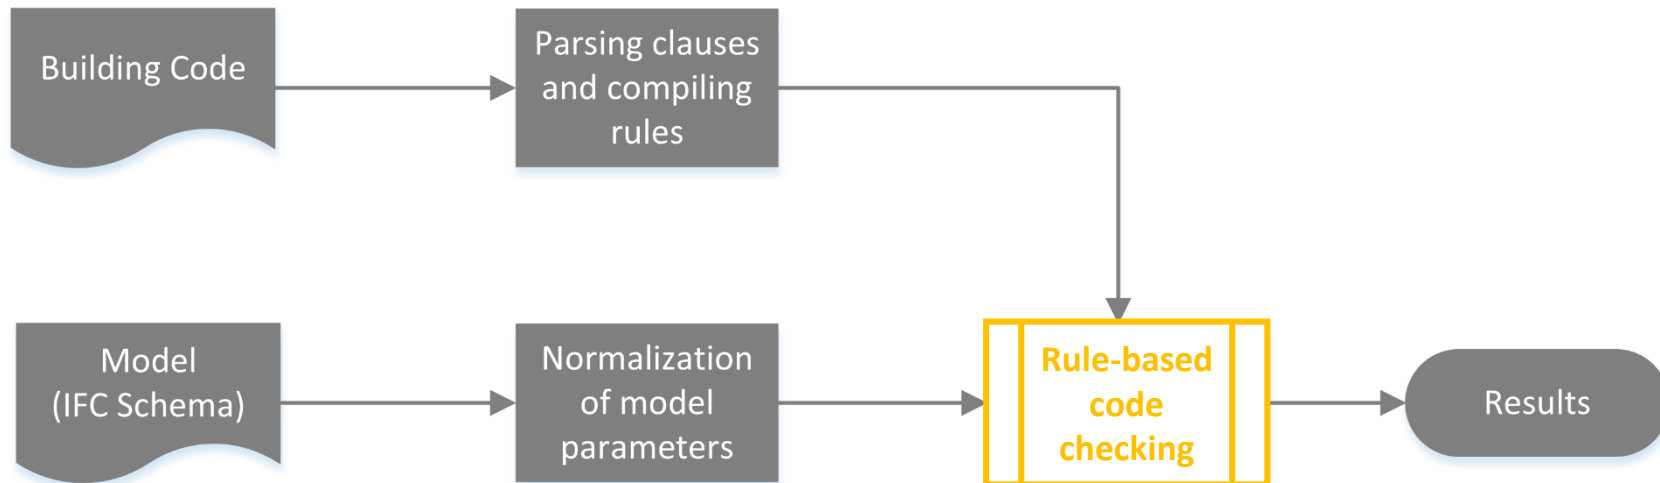 Building Code
Parsing clauses
and compiling
rules
Model
(IFC Schema)
Normalization
of model
parameters
Rule-based
code
checking
Results